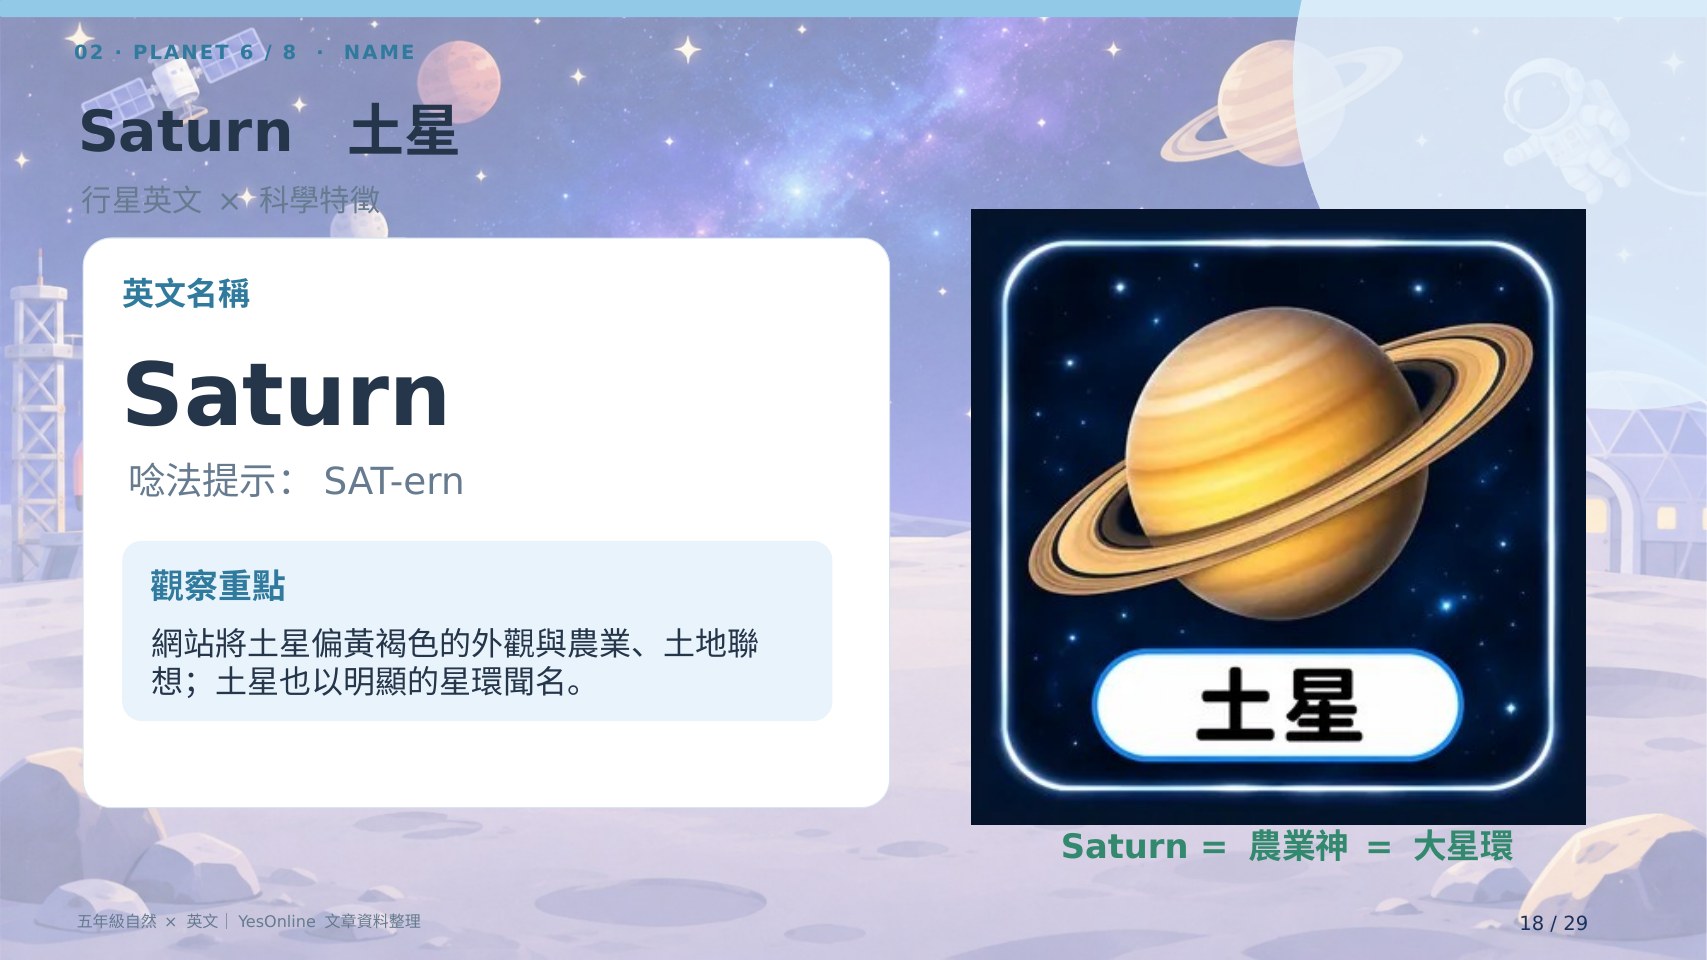 02 · PLANET 6 / 8 · NAME
Saturn 土星
行星英文 × 科學特徵
英文名稱
Saturn
唸法提示： SAT-ern
觀察重點
網站將土星偏黃褐色的外觀與農業、土地聯
想；土星也以明顯的星環聞名。
土星
Saturn = 農業神 = 大星環
五年級自然 × 英文｜YesOnline 文章資料整理
18 / 29